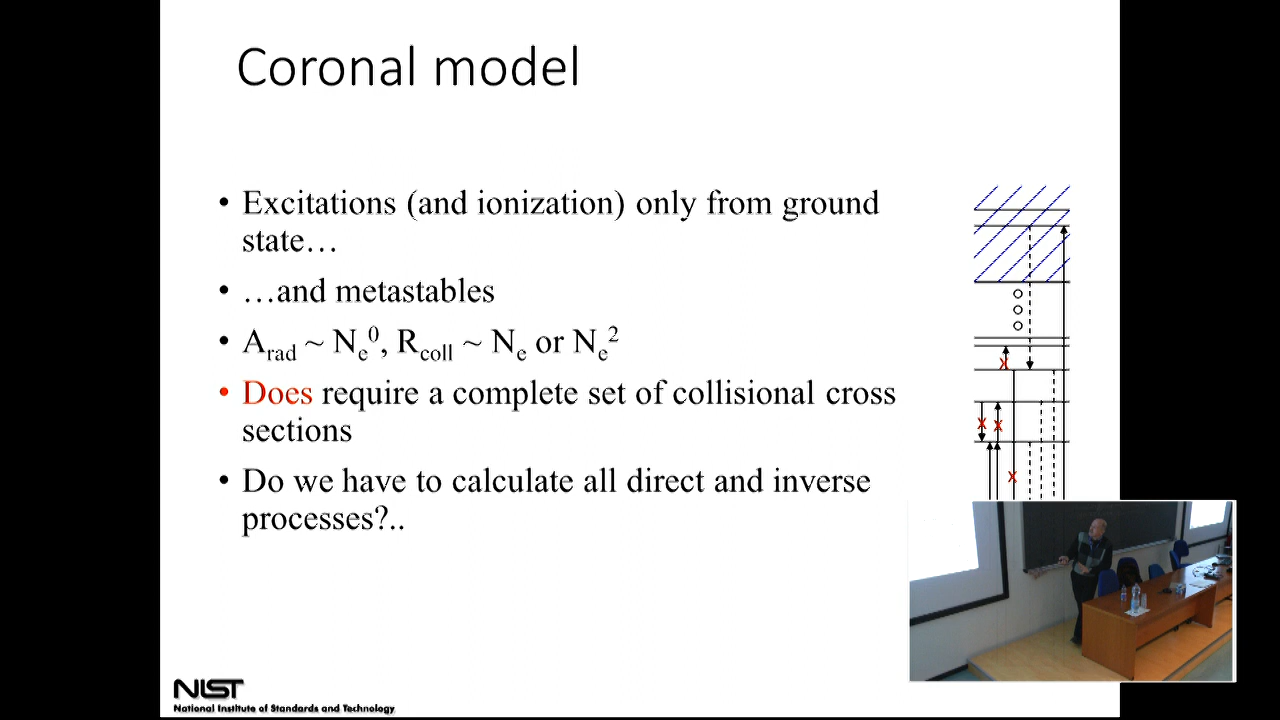 Coronal model
• Excitations (and ionization) only from ground
state…
• …and metastables
• A_rad ~ N_e^0, R_coll ~ N_e or N_e^2
• Does require a complete set of collisional cross
sections
• Do we have to calculate all direct and inverse
processes?..
x
x x
x
NIST
National Institute of Standards and Technology